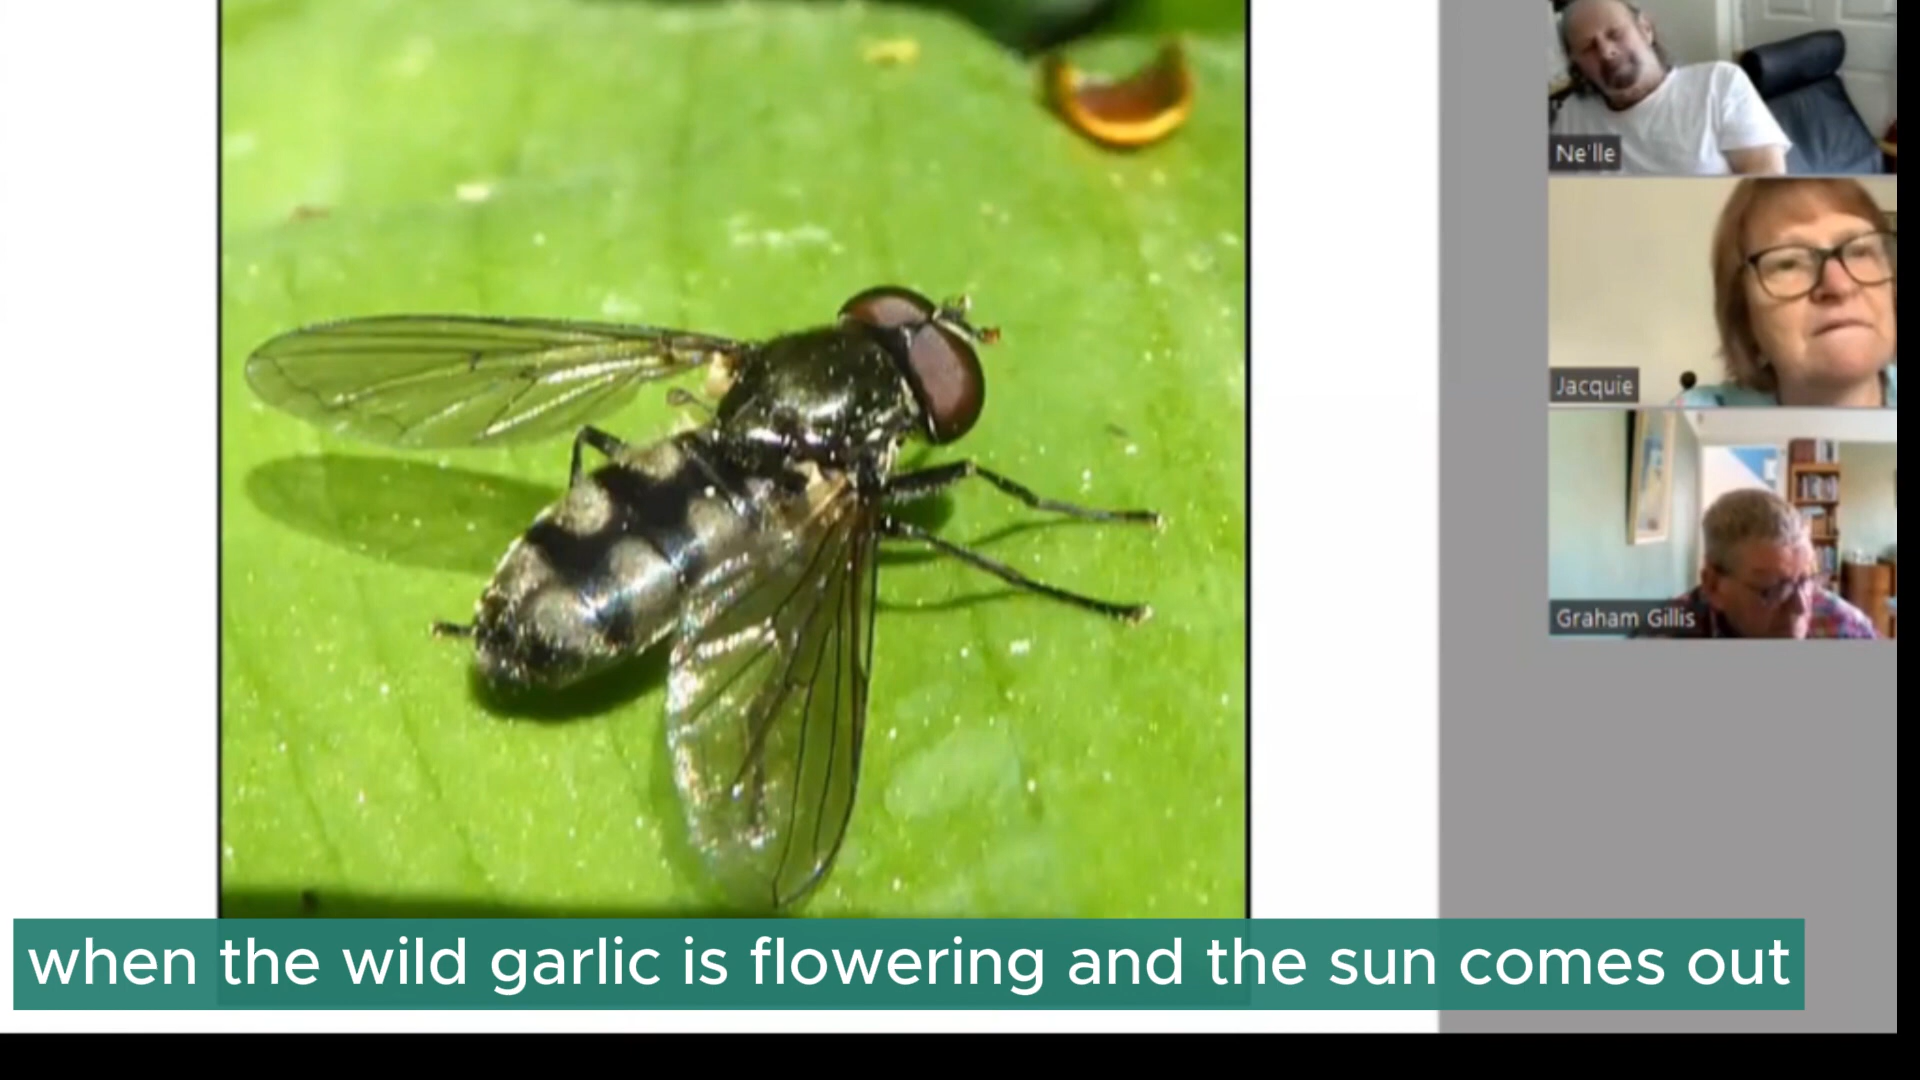 Ne'lle
Jacquie
Graham Gillis
when the wild garlic is flowering and the sun comes out